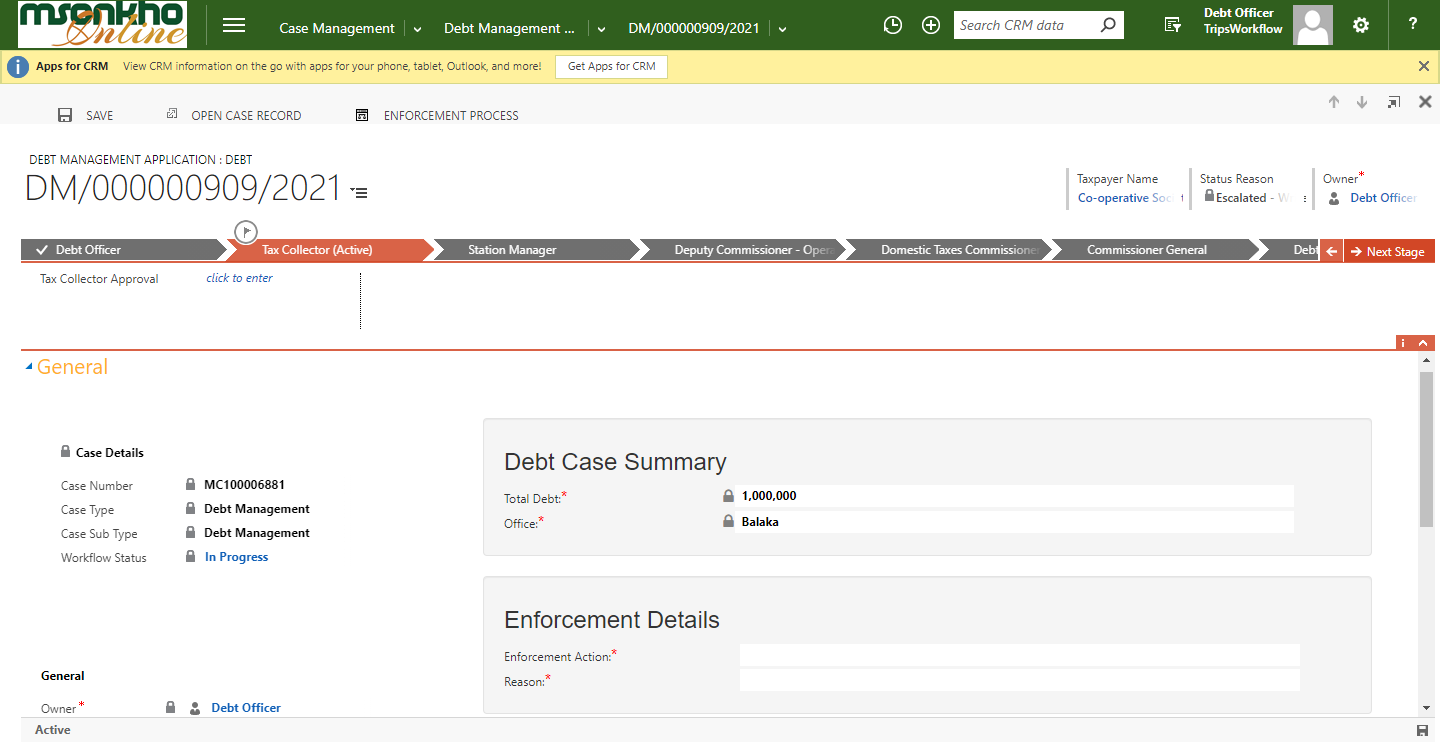 msonkho
Online
Case Management
Debt Management ...
DM/000000909/2021
Search CRM data
Debt Officer
TripsWorkflow
?
i
Apps for CRM
View CRM information on the go with apps for your phone, tablet, Outlook, and more!
Get Apps for CRM
SAVE
OPEN CASE RECORD
ENFORCEMENT PROCESS
DEBT MANAGEMENT APPLICATION : DEBT
DM/000000909/2021
Taxpayer Name
Co-operative Soc
Status Reason
Escalated - W
Owner*
Debt Officer
Debt Officer
Tax Collector (Active)
Station Manager
Deputy Commissioner - Oper
Domestic Taxes Commissione
Commissioner General
Debt
Next Stage
Tax Collector Approval
click to enter
i
General
Case Details
Case Number
MC100006881
Case Type
Debt Management
Case Sub Type
Debt Management
Workflow Status
In Progress
General
Owner *
Debt Officer
Debt Case Summary
Total Debt:*
1,000,000
Office:*
Balaka
Enforcement Details
Enforcement Action:*
Reason:*
Active